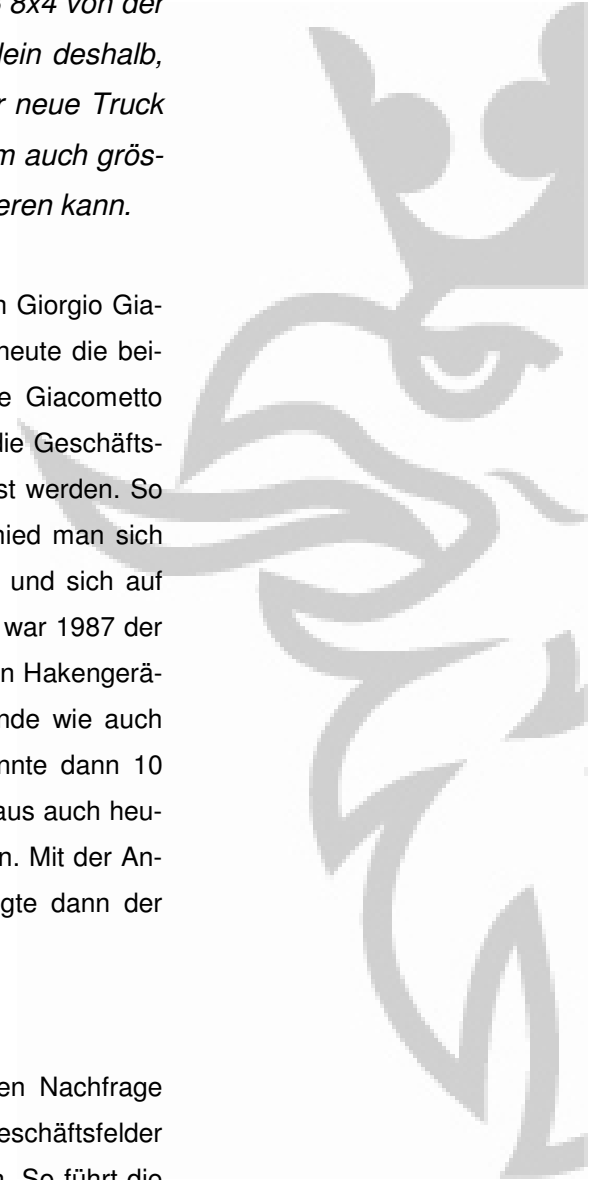 8x4 von der
lein deshalb,
neue Truck
m auch grös-
eren kann.
n Giorgio Gia-
heute die bei-
e Giacometto
die Geschäfts-
st werden. So
nied man sich
und sich auf
war 1987 der
n Hakengerä-
nde wie auch
nnte dann 10
aus auch heu-
n. Mit der An-
gte dann der
en Nachfrage
eschäftsfelder
n. So führt die